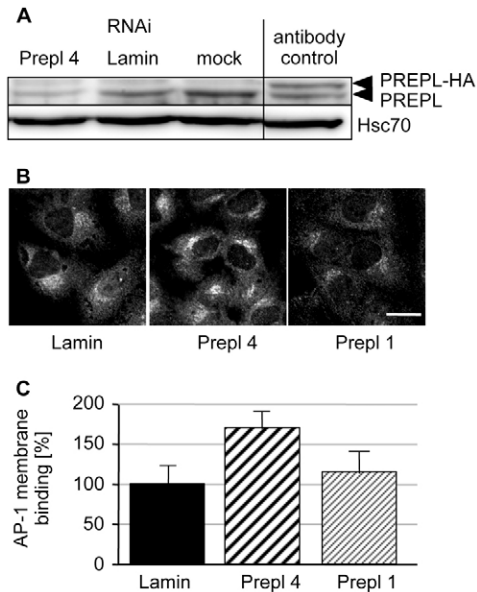 A
RNAi
Prepl 4 Lamin mock antibody control
PREPL-HA
PREPL
Hsc70
B
Lamin Prepl 4 Prepl 1
C
AP-1 membrane binding [%]
200
150
100
50
0
Lamin Prepl 4 Prepl 1